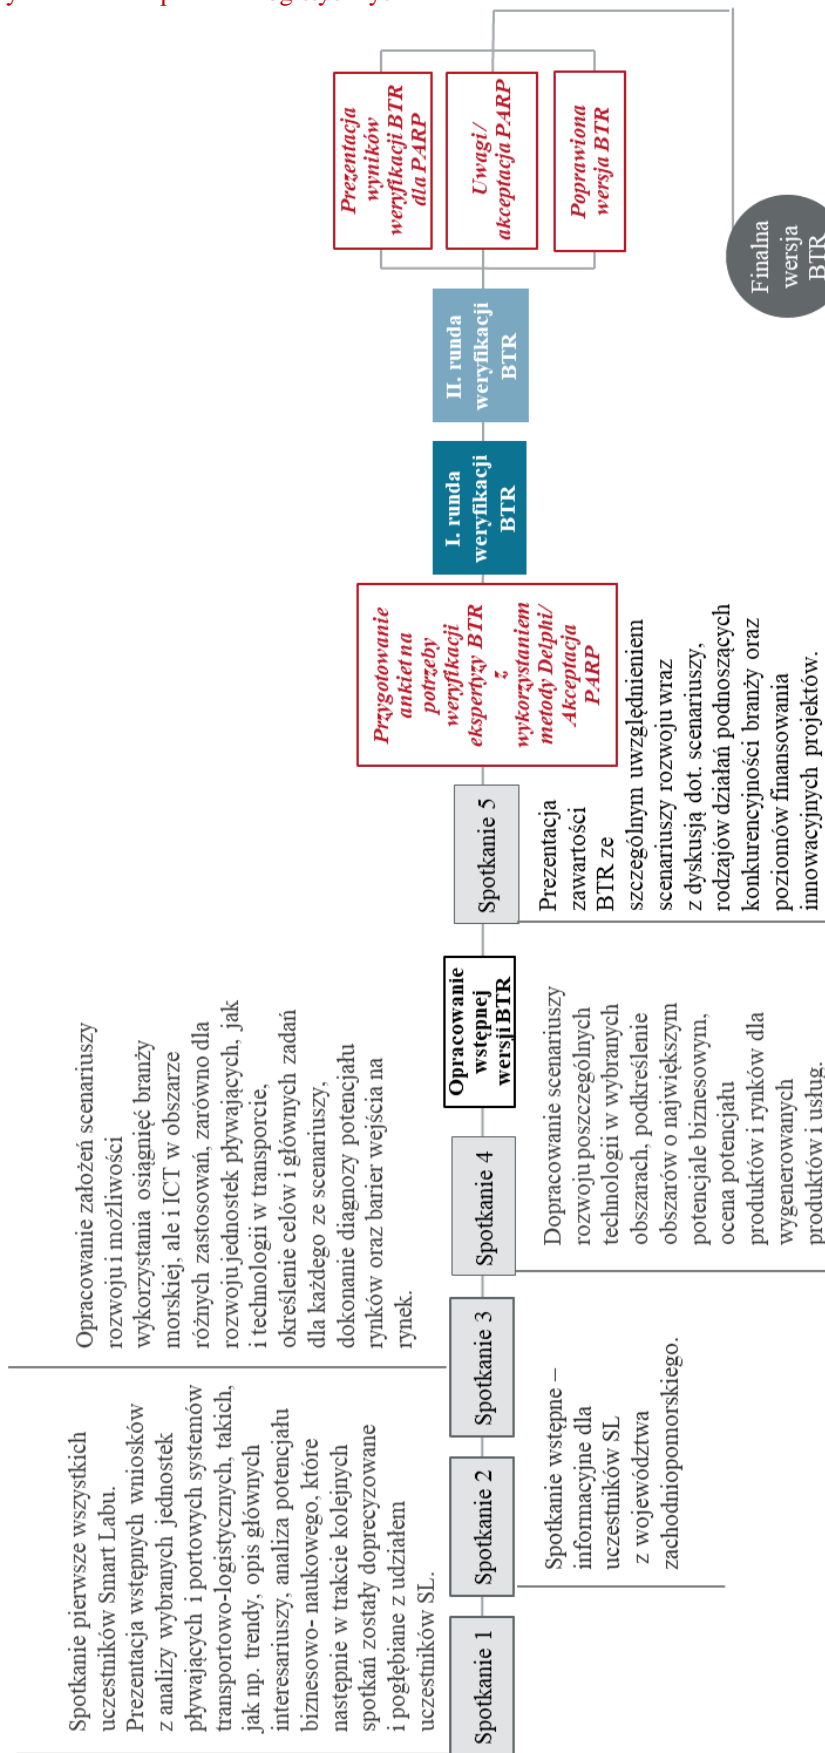 Spotkanie pierwsze wszystkich
uczestników Smart Labu.
Prezentacja wstępnych wniosków
z analizy wybranych jednostek
pływających i portowych systemów
transportowo-logistycznych, takich,
jak np. trendy, opis głównych
interesariuszy, analiza potencjału
biznesowo- naukowego, które
następnie w trakcie kolejnych
spotkań zostały doprecyzowane
i pogłębiane z udziałem
uczestników SL.
Opracowanie założeń scenariuszy
rozwoju i możliwości
wykorzystania osiągnięć branży
morskiej, ale i ICT w obszarze
różnych zastosowań, zarówno dla
rozwoju jednostek pływających, jak
i technologii w transporcie,
określenie celów i głównych zadań
dla każdego ze scenariuszy,
dokonanie diagnozy potencjału
rynków oraz barier wejścia na
rynek.
Spotkanie 1
Spotkanie 2
Spotkanie 3
Spotkanie 4
Opracowanie
wstępnej
wersji BTR
Spotkanie 5
Przygotowanie
ankiet na
potrzeby
weryfikacji
ekspertyzy BTR
z
wykorzystaniem
metody Delphi/
Akceptacja
PARP
I. runda
weryfikacji
BTR
II. runda
weryfikacji
BTR
Prezentacja
wyników
weryfikacji BTR
dla PARP
Uwagi/
akceptacja PARP
Poprawiona
wersja BTR
Finalna
wersja
BTR
Spotkanie wstępne –
informacyjne dla
uczestników SL
z województwa
zachodniopomorskiego.
Dopracowanie scenariuszy
rozwoju poszczególnych
technologii w wybranych
obszarach, podkreślenie
obszarów o największym
potencjale biznesowym,
ocena potencjału
produktów i rynków dla
wygenerowanych
produktów i usług.
Prezentacja
zawartości
BTR ze
szczególnym uwzględnieniem
scenariuszy rozwoju wraz
z dyskusją dot. scenariuszy,
rodzajów działań podnoszących
konkurencyjności branży oraz
poziomów finansowania
innowacyjnych projektów.